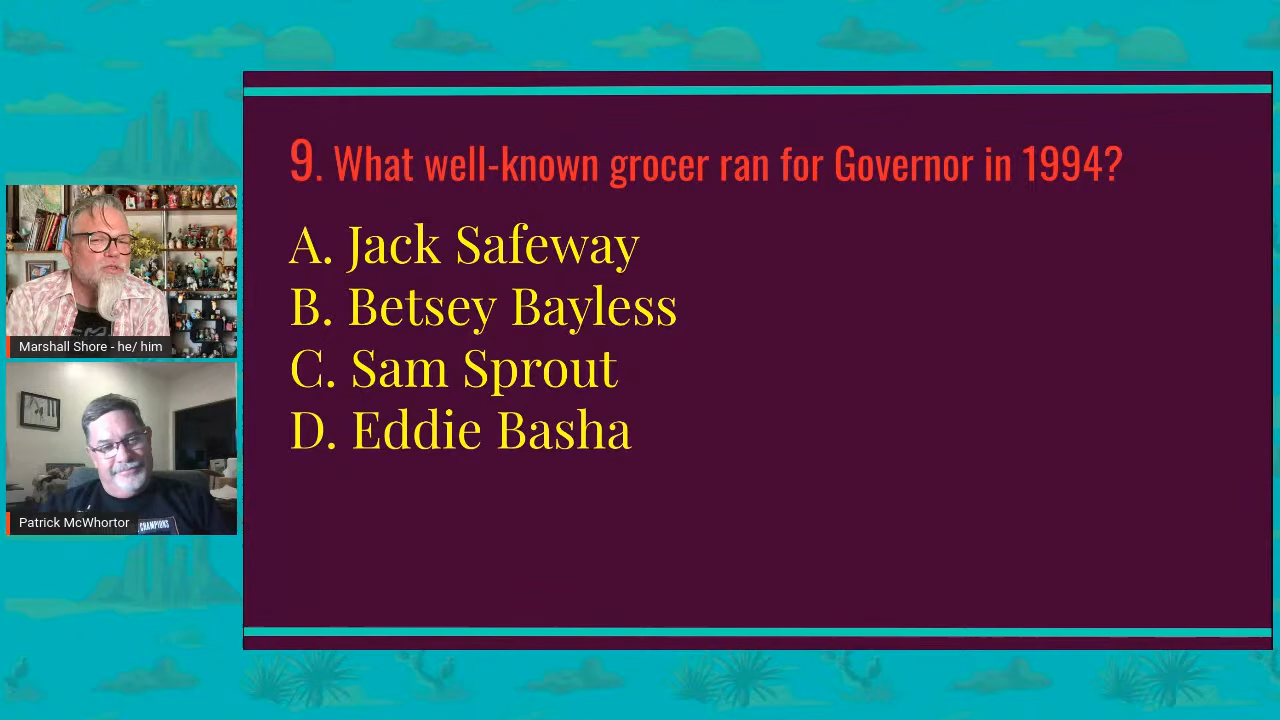 9. What well-known grocer ran for Governor in 1994?
A. Jack Safeway
B. Betsey Bayless
C. Sam Sprout
D. Eddie Basha
Marshall Shore - he/ him
CHAMPIONS
Patrick McWhortor